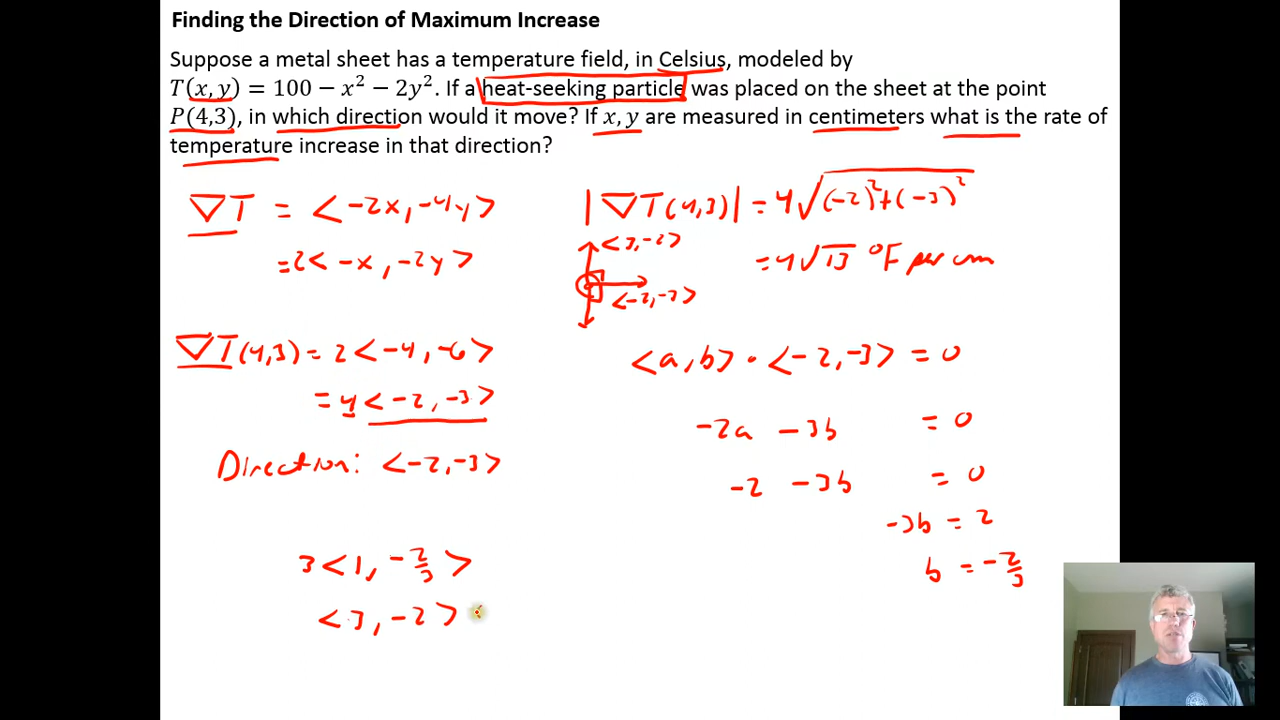 Finding the Direction of Maximum Increase
Suppose a metal sheet has a temperature field, in Celsius, modeled by
T(x, y) = 100 − x² − 2y². If a heat-seeking particle was placed on the sheet at the point
P(4,3), in which direction would it move? If x, y are measured in centimeters what is the rate of
temperature increase in that direction?
∇T = <-2x, -4y>
= 2< -x, -2y>
∇T(4,3) = 2<-4, -6>
= 4<-2, -3>
Direction: <-2,-3>
3<1, -2/3>
<3, -2>
|∇T(4,3)| = 4√((-2)²+(-3)²)
= 4√13 °F per cm
<3,-2>
<-2,-3>
<a, b> • <-2, -3> = 0
-2a -3b = 0
-2 -3b = 0
-3b = 2
b = -2/3